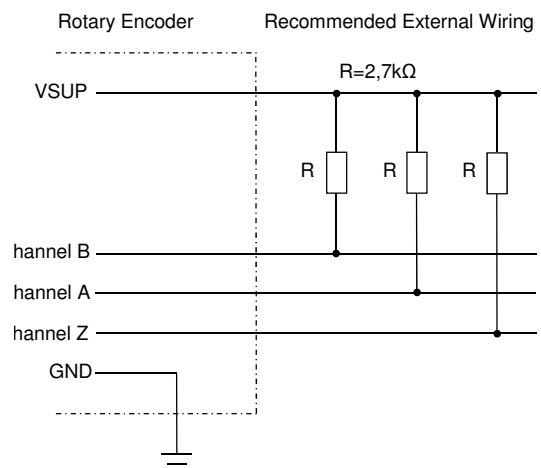 Rotary Encoder
Recommended External Wiring
R=2,7kΩ
VSUP
R
R
R
hannel B
hannel A
hannel Z
GND